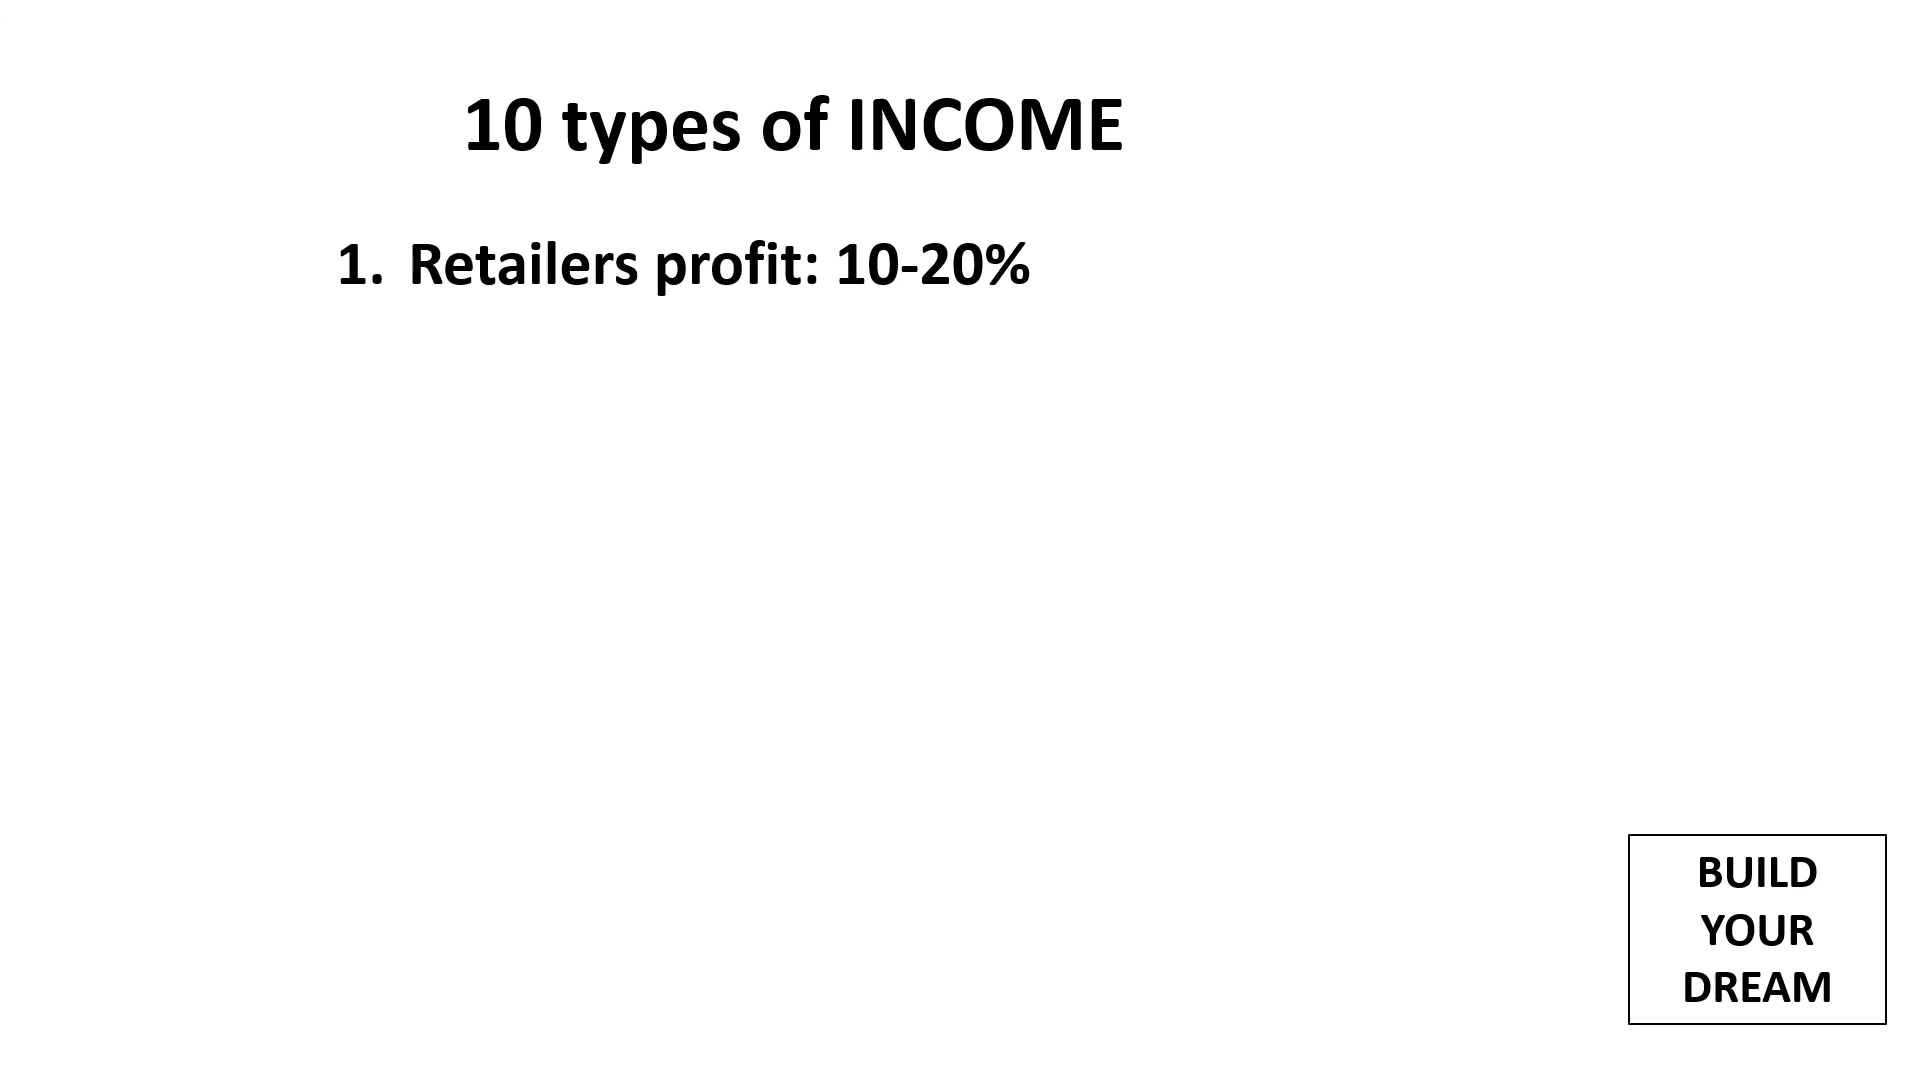 10 types of INCOME
1. Retailers profit: 10-20%
BUILD
YOUR
DREAM